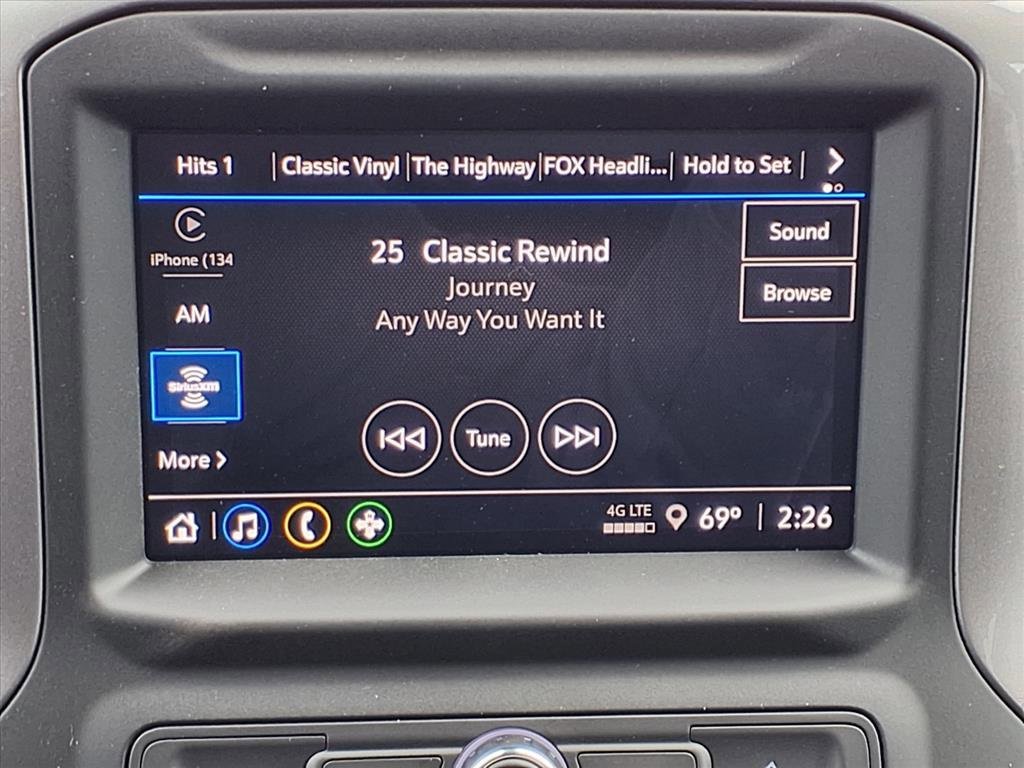 Hits 1 Classic Vinyl The Highway FOX Headli... Hold to Set
iPhone (134
25 Classic Rewind
Journey
Any Way You Want It
Sound
Browse
AM
SiriusXM
More
Tune
4G LTE
69° 2:26